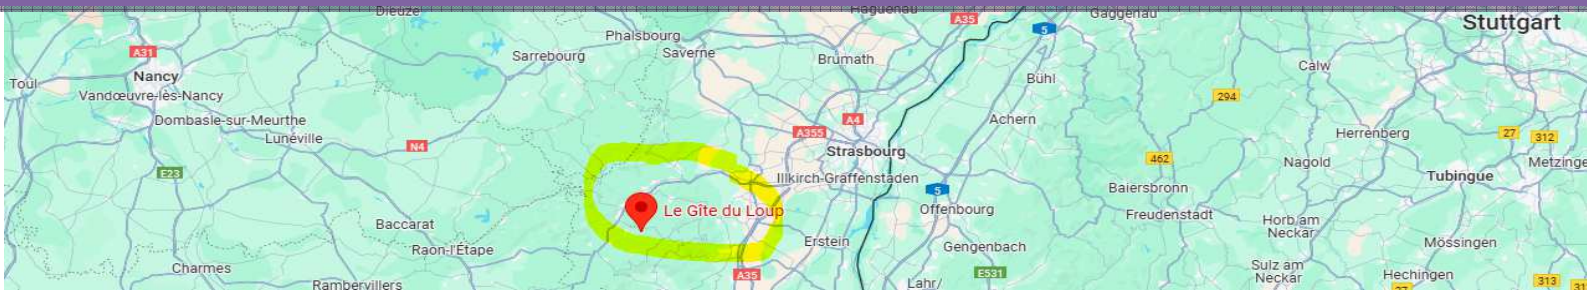 Dieuze
Haguenau
A35
Gaggenau
5
Stuttgart
Phalsbourg
A31
Sarrebourg
Saverne
Brumath
Calw
Nancy
Toul
Bühl
Vandœuvre-lès-Nancy
294
Dombasle-sur-Meurthe
Achern
A4
A355
Herrenberg
27
312
Lunéville
N4
Strasbourg
462
Nagold
Metzinge
E23
Illkirch-Graffenstaden
5
Baiersbronn
Tubingue
Le Gîte du Loup
Offenbourg
Freudenstadt
Baccarat
Horb am
Neckar
Raon-l'Étape
Erstein
Gengenbach
Mössingen
Charmes
A35
E531
Sulz am
Neckar
Hechingen
Rambervillers
Lahr/
27
313
31